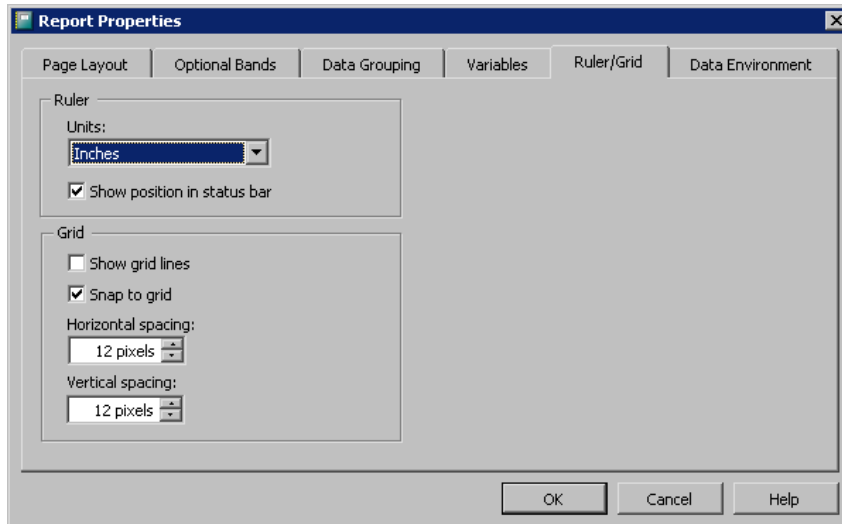 Report Properties
Page Layout Optional Bands Data Grouping Variables Ruler/Grid Data Environment
Ruler
Units:
Inches
Show position in status bar
Grid
Show grid lines
Snap to grid
Horizontal spacing:
12 pixels
Vertical spacing:
12 pixels
OK Cancel Help